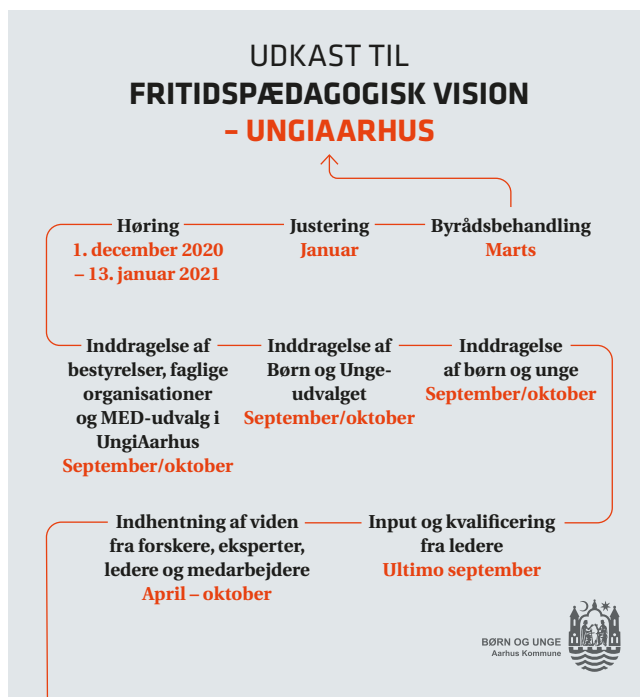 UDKAST TIL
FRITIDSPÆDAGOGISK VISION
– UNGIAARHUS
Høring
1. december 2020
– 13. januar 2021
Justering
Januar
Byrådsbehandling
Marts
Inddragelse af
bestyrelser, faglige
organisationer
og MED-udvalg i
UngiAarhus
September/oktober
Inddragelse af
Børn og Unge-
udvalget
September/oktober
Inddragelse
af børn og unge
September/oktober
Indhentning af viden
fra forskere, eksperter,
ledere og medarbejdere
April – oktober
Input og kvalificering
fra ledere
Ultimo september
BØRN OG UNGE
Aarhus Kommune